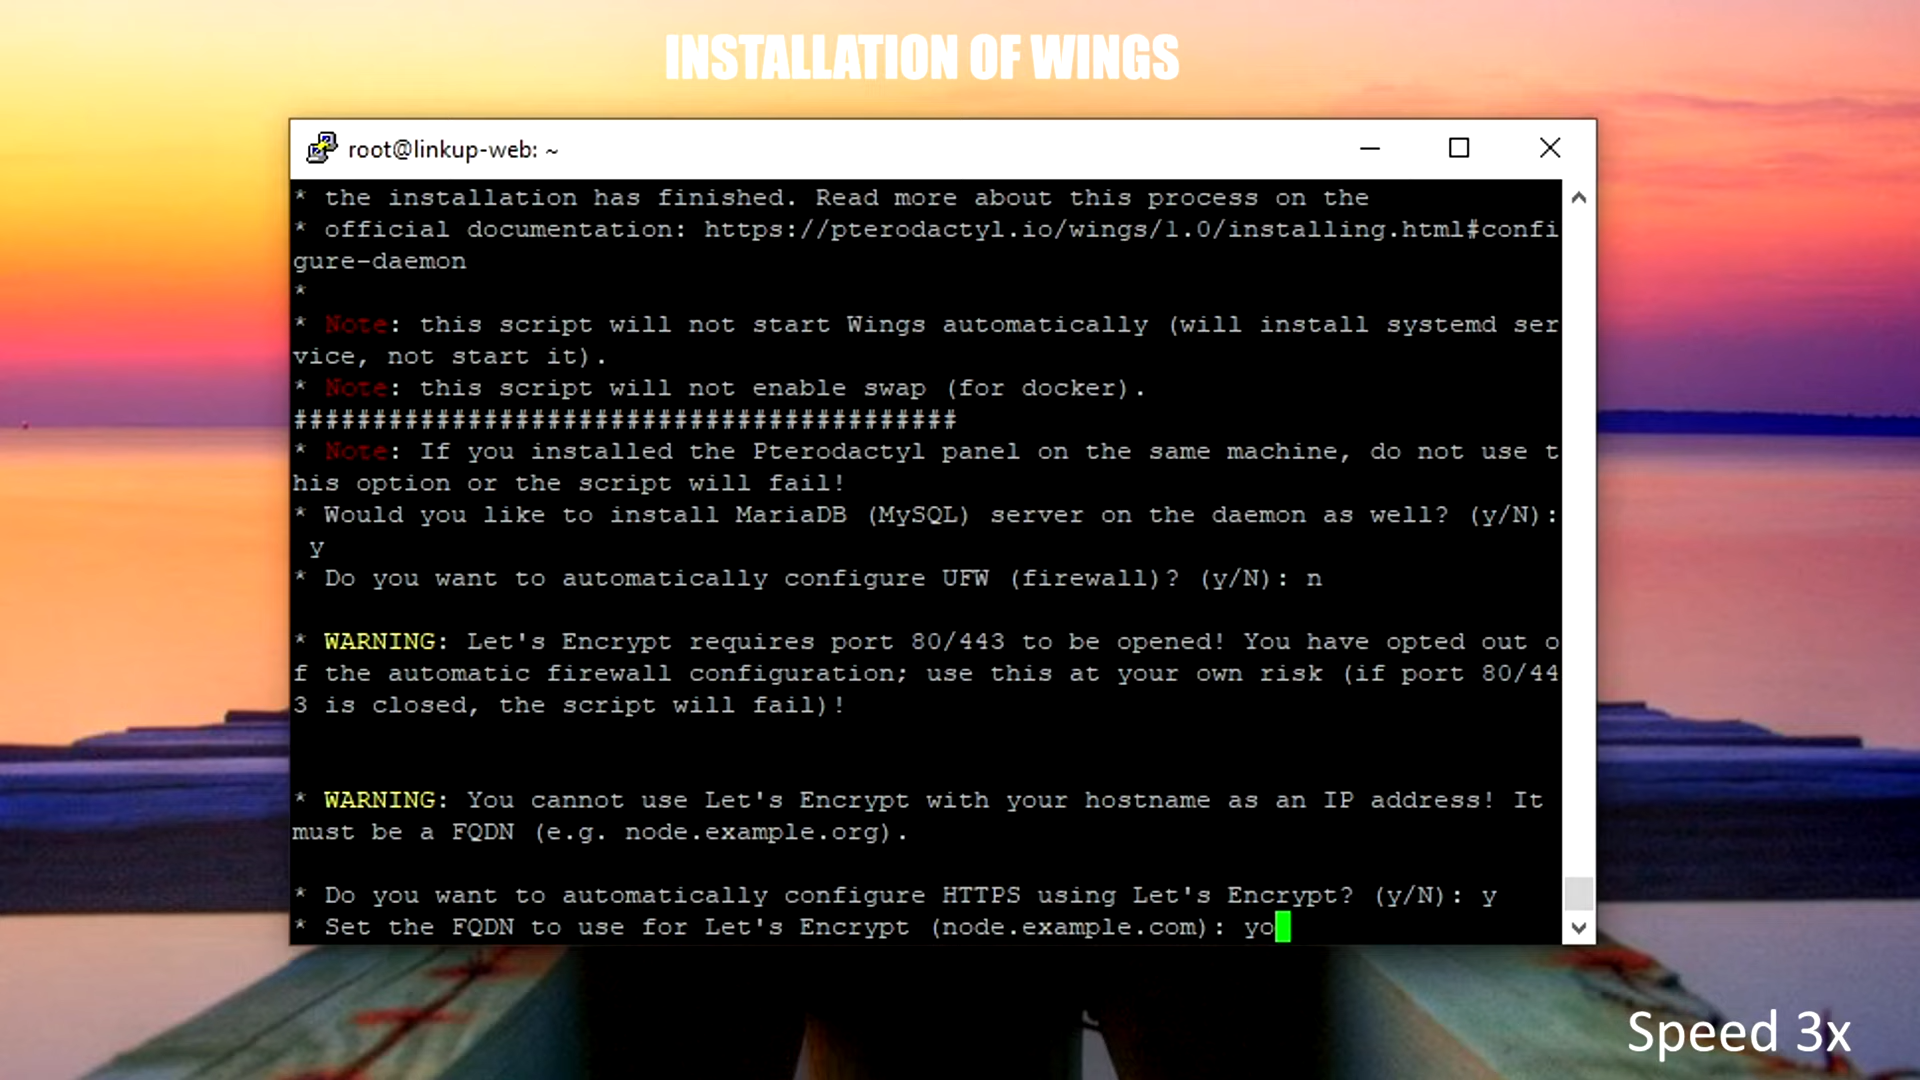 INSTALLATION OF WINGS
root@linkup-web: ~
* the installation has finished. Read more about this process on the
* official documentation: https://pterodactyl.io/wings/1.0/installing.html#confi
gure-daemon
*
* Note: this script will not start Wings automatically (will install systemd ser
vice, not start it).
* Note: this script will not enable swap (for docker).
##########################################
* Note: If you installed the Pterodactyl panel on the same machine, do not use t
his option or the script will fail!
* Would you like to install MariaDB (MySQL) server on the daemon as well? (y/N):
y
* Do you want to automatically configure UFW (firewall)? (y/N): n
* WARNING: Let's Encrypt requires port 80/443 to be opened! You have opted out o
f the automatic firewall configuration; use this at your own risk (if port 80/44
3 is closed, the script will fail)!
* WARNING: You cannot use Let's Encrypt with your hostname as an IP address! It
must be a FQDN (e.g. node.example.org).
* Do you want to automatically configure HTTPS using Let's Encrypt? (y/N): y
* Set the FQDN to use for Let's Encrypt (node.example.com): yo
Speed 3x